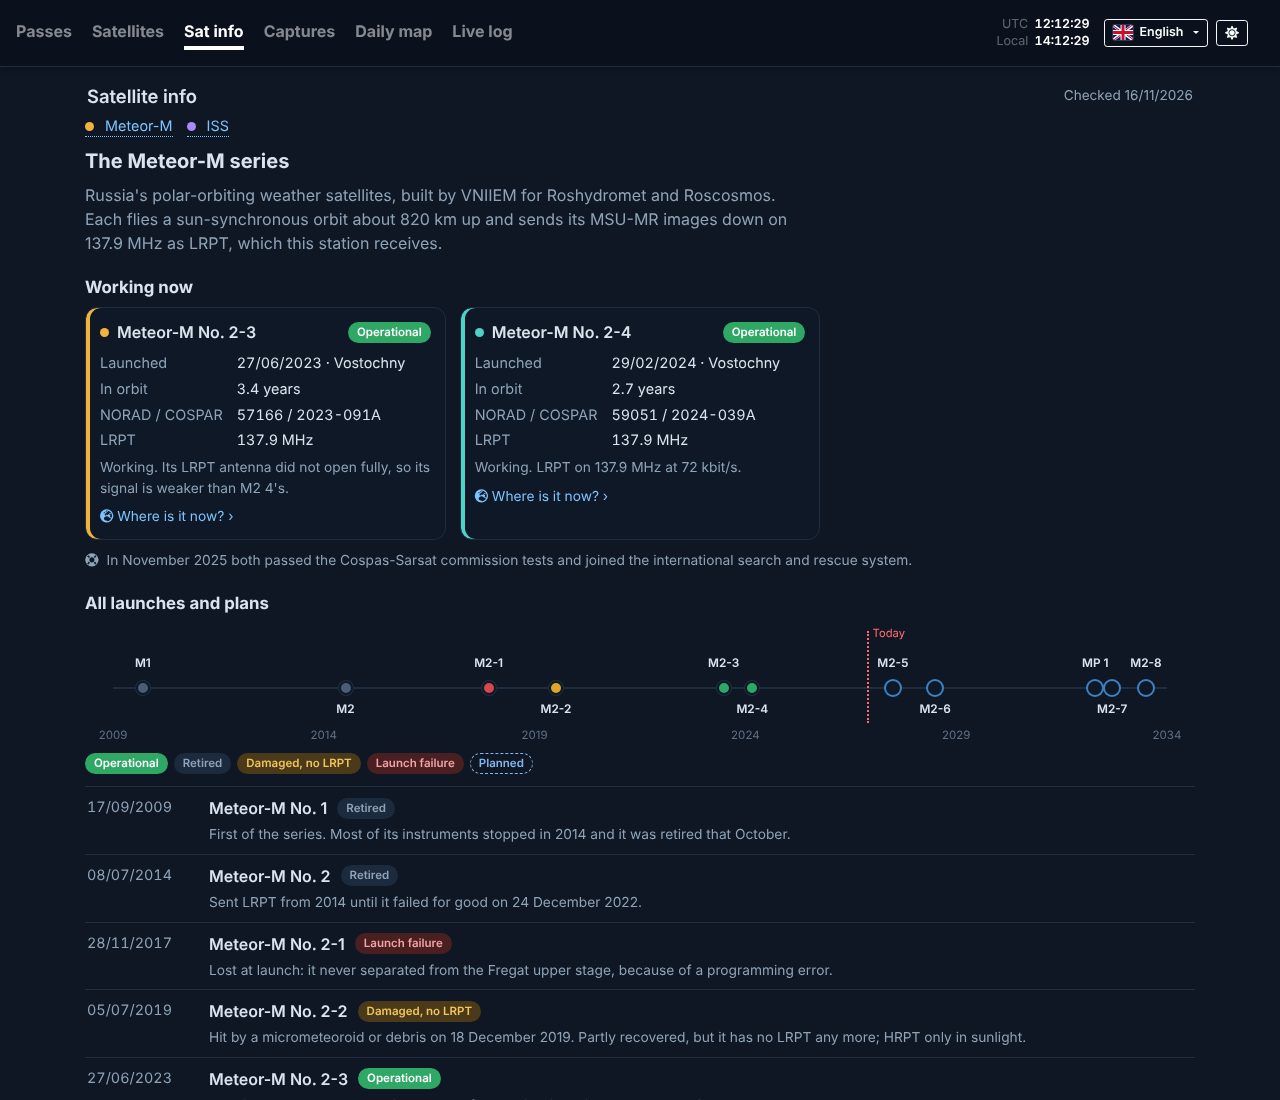 Passes Satellites Sat info Captures Daily map Live log
UTC 12:12:29
Local 14:12:29
English
Satellite info
Checked 16/11/2026
Meteor-M ISS
The Meteor-M series
Russia's polar-orbiting weather satellites, built by VNIIEM for Roshydromet and Roscosmos.
Each flies a sun-synchronous orbit about 820 km up and sends its MSU-MR images down on
137.9 MHz as LRPT, which this station receives.
Working now
Meteor-M No. 2-3 Operational
Launched 27/06/2023 · Vostochny
In orbit 3.4 years
NORAD / COSPAR 57166 / 2023-091A
LRPT 137.9 MHz
Working. Its LRPT antenna did not open fully, so its
signal is weaker than M2 4's.
Where is it now? ›
Meteor-M No. 2-4 Operational
Launched 29/02/2024 · Vostochny
In orbit 2.7 years
NORAD / COSPAR 59051 / 2024-039A
LRPT 137.9 MHz
Working. LRPT on 137.9 MHz at 72 kbit/s.
Where is it now? ›
In November 2025 both passed the Cospas-Sarsat commission tests and joined the international search and rescue system.
All launches and plans
Today
M1 M2-1 M2-3 M2-5 MP 1 M2-8
M2 M2-2 M2-4 M2-6 M2-7
2009 2014 2019 2024 2029 2034
Operational Retired Damaged, no LRPT Launch failure Planned
17/09/2009 Meteor-M No. 1 Retired
First of the series. Most of its instruments stopped in 2014 and it was retired that October.
08/07/2014 Meteor-M No. 2 Retired
Sent LRPT from 2014 until it failed for good on 24 December 2022.
28/11/2017 Meteor-M No. 2-1 Launch failure
Lost at launch: it never separated from the Fregat upper stage, because of a programming error.
05/07/2019 Meteor-M No. 2-2 Damaged, no LRPT
Hit by a micrometeoroid or debris on 18 December 2019. Partly recovered, but it has no LRPT any more; HRPT only in sunlight.
27/06/2023 Meteor-M No. 2-3 Operational